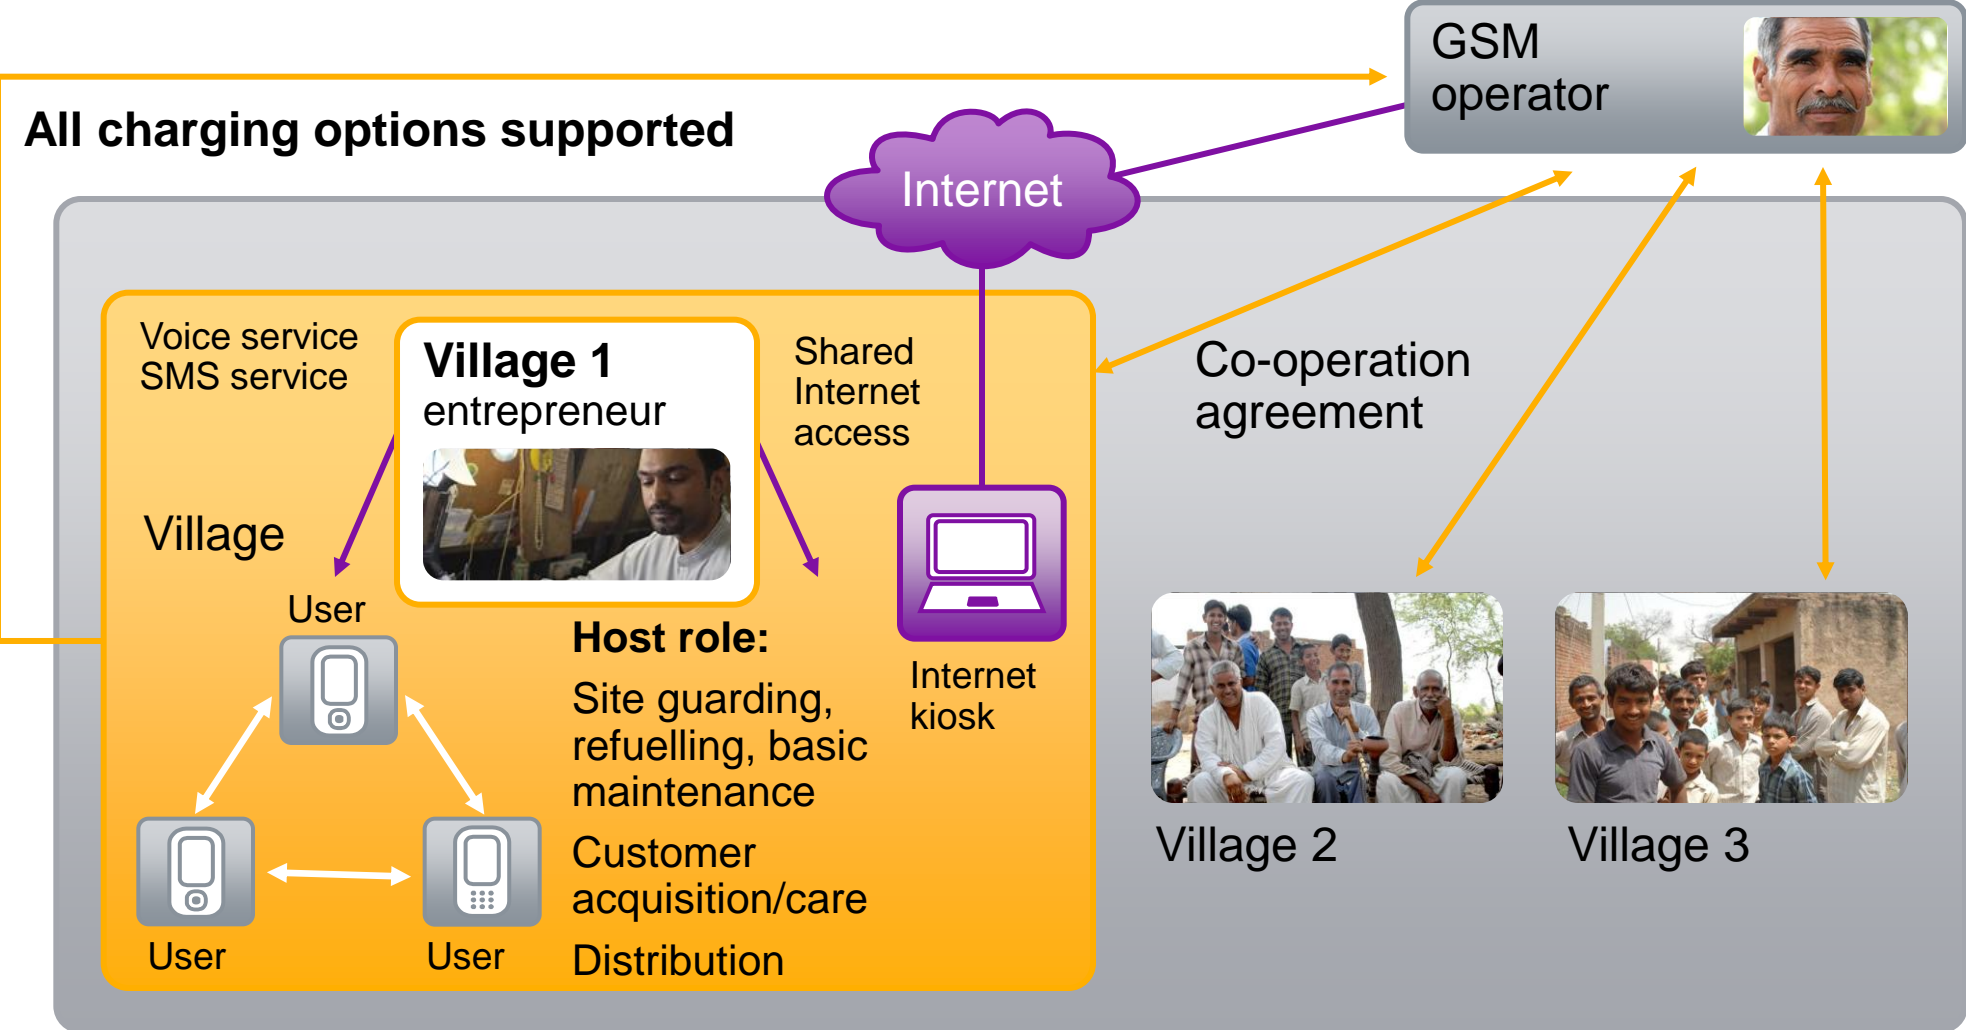 GSM
operator
All charging options supported
Internet
Voice service
SMS service
Village 1
entrepreneur
Shared
Internet
access
Co-operation
agreement
Village
User
Host role:
Site guarding,
refuelling, basic
maintenance
Customer
acquisition/care
Distribution
Internet
kiosk
User
User
Village 2
Village 3